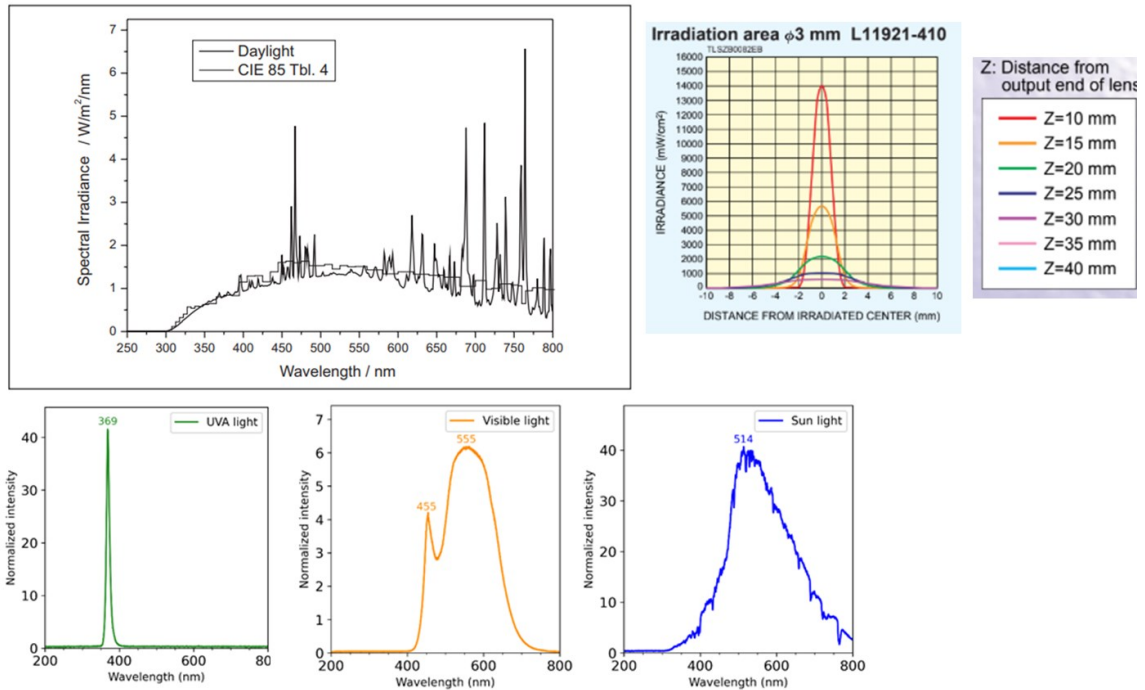 7
6
5
4
3
2
1
0
Spectral Irradiance / W/m²/nm
Daylight
CIE 85 Tbl. 4
250 300 350 400 450 500 550 600 650 700 750 800
Wavelength / nm
Irradiation area φ3 mm L11921-410
TLSZB0082EB
16000
15000
14000
13000
12000
11000
10000
9000
8000
7000
6000
5000
4000
3000
2000
1000
0
IRRADIANCE (mW/cm²)
-10 -8 -6 -4 -2 0 2 4 6 8 10
DISTANCE FROM IRRADIATED CENTER (mm)
Z: Distance from
output end of lens
Z=10 mm
Z=15 mm
Z=20 mm
Z=25 mm
Z=30 mm
Z=35 mm
Z=40 mm
369
UVA light
40
30
20
10
0
Normalized intensity
200 400 600 80
Wavelength (nm)
455
555
Visible light
7
6
5
4
3
2
1
0
Normalized intensity
200 400 600 800
Wavelength (nm)
514
Sun light
40
30
20
10
0
Normalized intensity
200 400 600 800
Wavelength (nm)